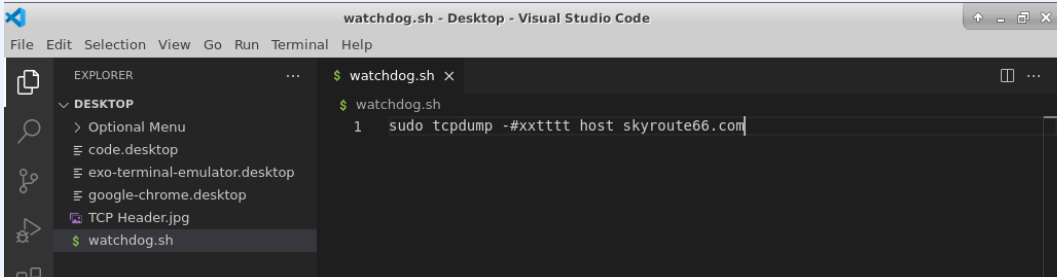 watchdog.sh - Desktop - Visual Studio Code
File Edit Selection View Go Run Terminal Help
EXPLORER ...
$ watchdog.sh ×
DESKTOP
$ watchdog.sh
1 sudo tcpdump -#xxtttt host skyroute66.com
> Optional Menu
code.desktop
exo-terminal-emulator.desktop
google-chrome.desktop
TCP Header.jpg
$ watchdog.sh